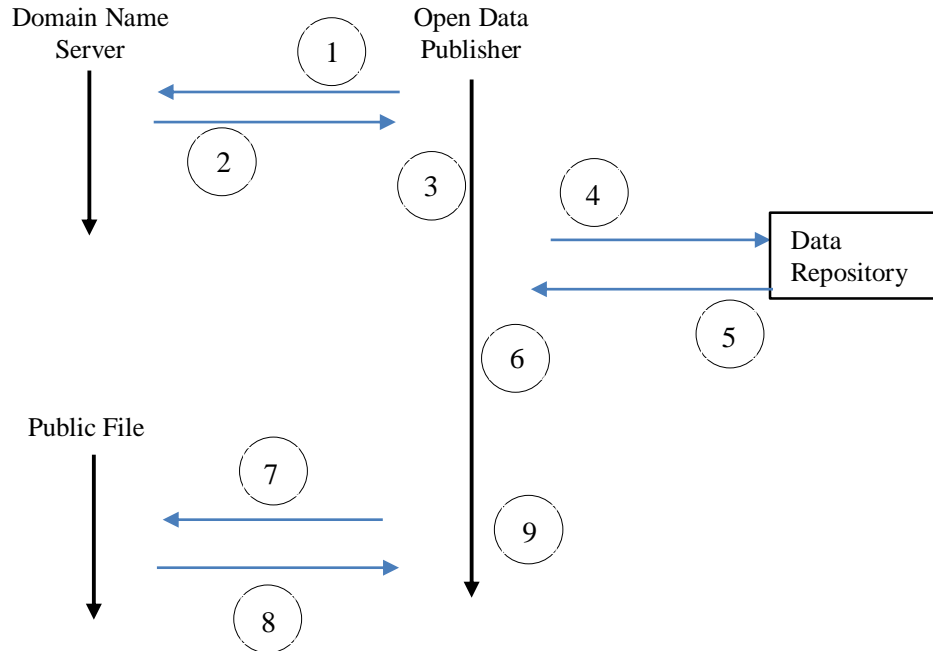 Domain Name
Server
Open Data
Publisher
1
2
3
4
Data
Repository
5
6
Public File
7
9
8